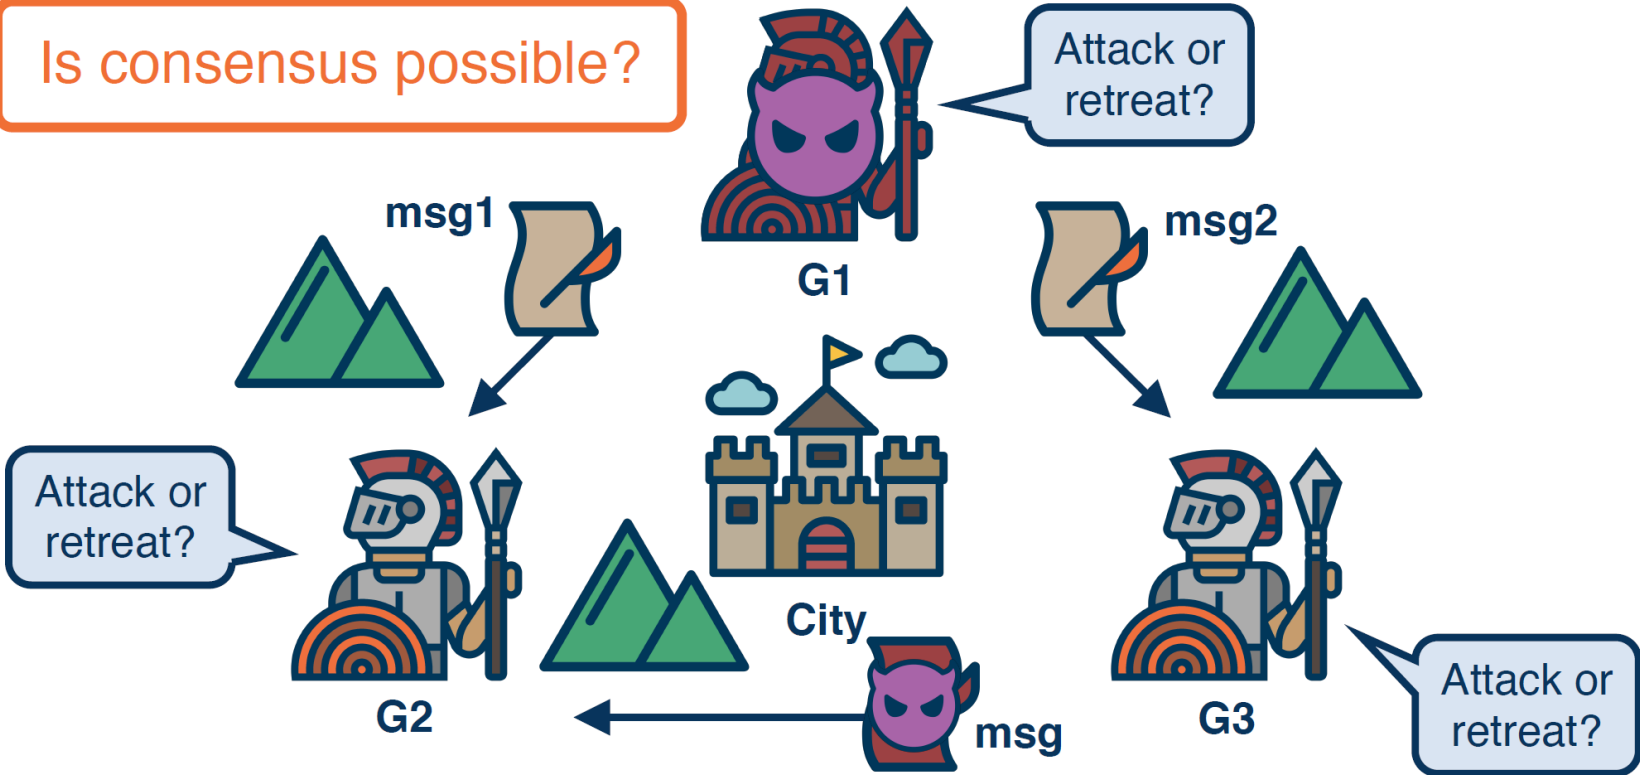 Is consensus possible?
Attack or
retreat?
msg1
msg2
G1
Attack or
retreat?
City
G2
msg
G3
Attack or
retreat?